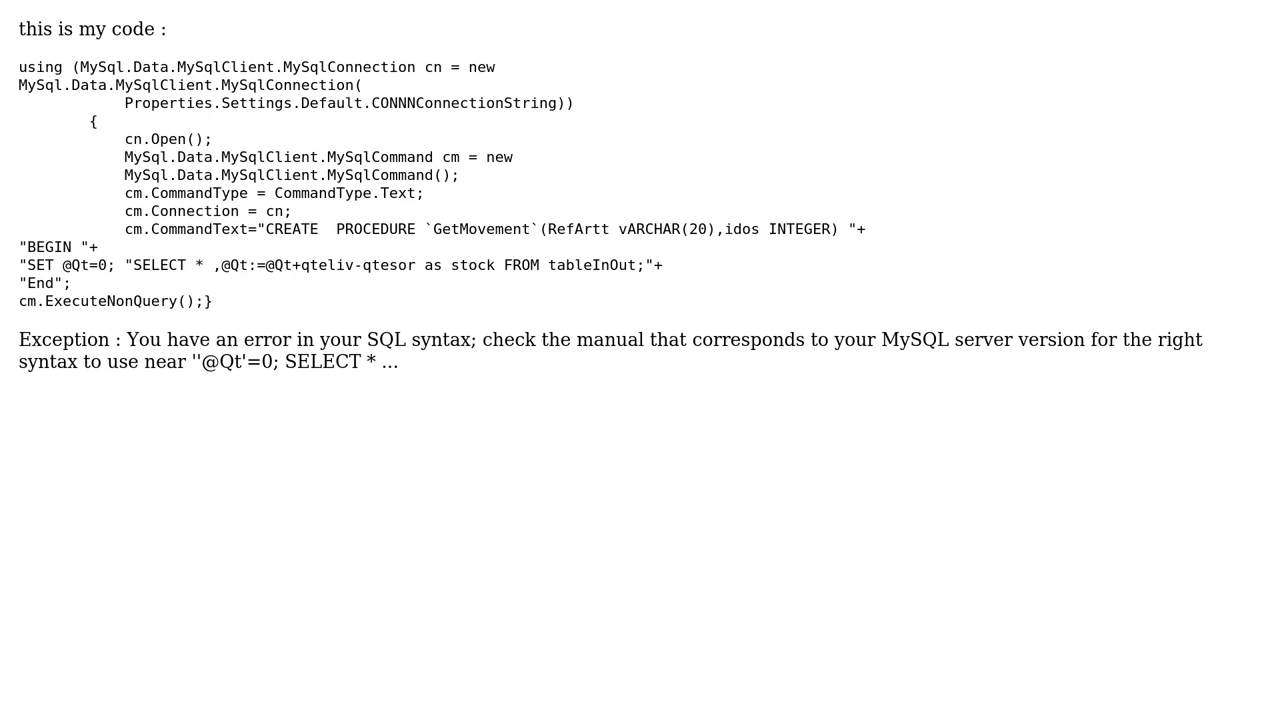 this is my code :
using (MySql.Data.MySqlClient.MySqlConnection cn = new
MySql.Data.MySqlClient.MySqlConnection(
            Properties.Settings.Default.CONNNConnectionString))
        {
            cn.Open();
            MySql.Data.MySqlClient.MySqlCommand cm = new
            MySql.Data.MySqlClient.MySqlCommand();
            cm.CommandType = CommandType.Text;
            cm.Connection = cn;
            cm.CommandText="CREATE  PROCEDURE `GetMovement`(RefArtt vARCHAR(20),idos INTEGER) "+
"BEGIN "+
"SET @Qt=0; "SELECT * ,@Qt:=@Qt+qteliv-qtesor as stock FROM tableInOut;"+
"End";
cm.ExecuteNonQuery();}
Exception : You have an error in your SQL syntax; check the manual that corresponds to your MySQL server version for the right
syntax to use near ''@Qt'=0; SELECT * ...